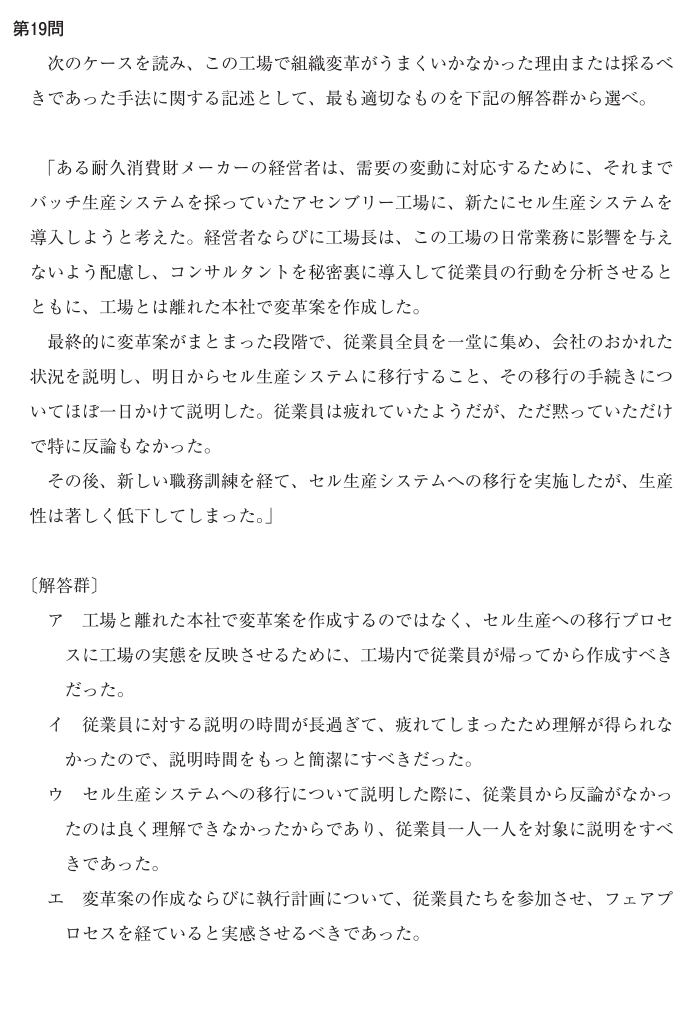 第19問
次のケースを読み、この工場で組織変革がうまくいかなかった理由または採るべ
きであった手法に関する記述として、最も適切なものを下記の解答群から選べ。
「ある耐久消費財メーカーの経営者は、需要の変動に対応するために、それまで
バッチ生産システムを採っていたアセンブリー工場に、新たにセル生産システムを
導入しようと考えた。経営者ならびに工場長は、この工場の日常業務に影響を与え
ないよう配慮し、コンサルタントを秘密裏に導入して従業員の行動を分析させると
ともに、工場とは離れた本社で変革案を作成した。
最終的に変革案がまとまった段階で、従業員全員を一堂に集め、会社のおかれた
状況を説明し、明日からセル生産システムに移行すること、その移行の手続きにつ
いてほぼ一日かけて説明した。従業員は疲れていたようだが、ただ黙っていただけ
で特に反論もなかった。
その後、新しい職務訓練を経て、セル生産システムへの移行を実施したが、生産
性は著しく低下してしまった。」
〔解答群〕
ア　工場と離れた本社で変革案を作成するのではなく、セル生産への移行プロセ
スに工場の実態を反映させるために、工場内で従業員が帰ってから作成すべき
だった。
イ　従業員に対する説明の時間が長過ぎて、疲れてしまったため理解が得られな
かったので、説明時間をもっと簡潔にすべきだった。
ウ　セル生産システムへの移行について説明した際に、従業員から反論がなかっ
たのは良く理解できなかったからであり、従業員一人一人を対象に説明をすべ
きであった。
エ　変革案の作成ならびに執行計画について、従業員たちを参加させ、フェアプ
ロセスを経ていると実感させるべきであった。